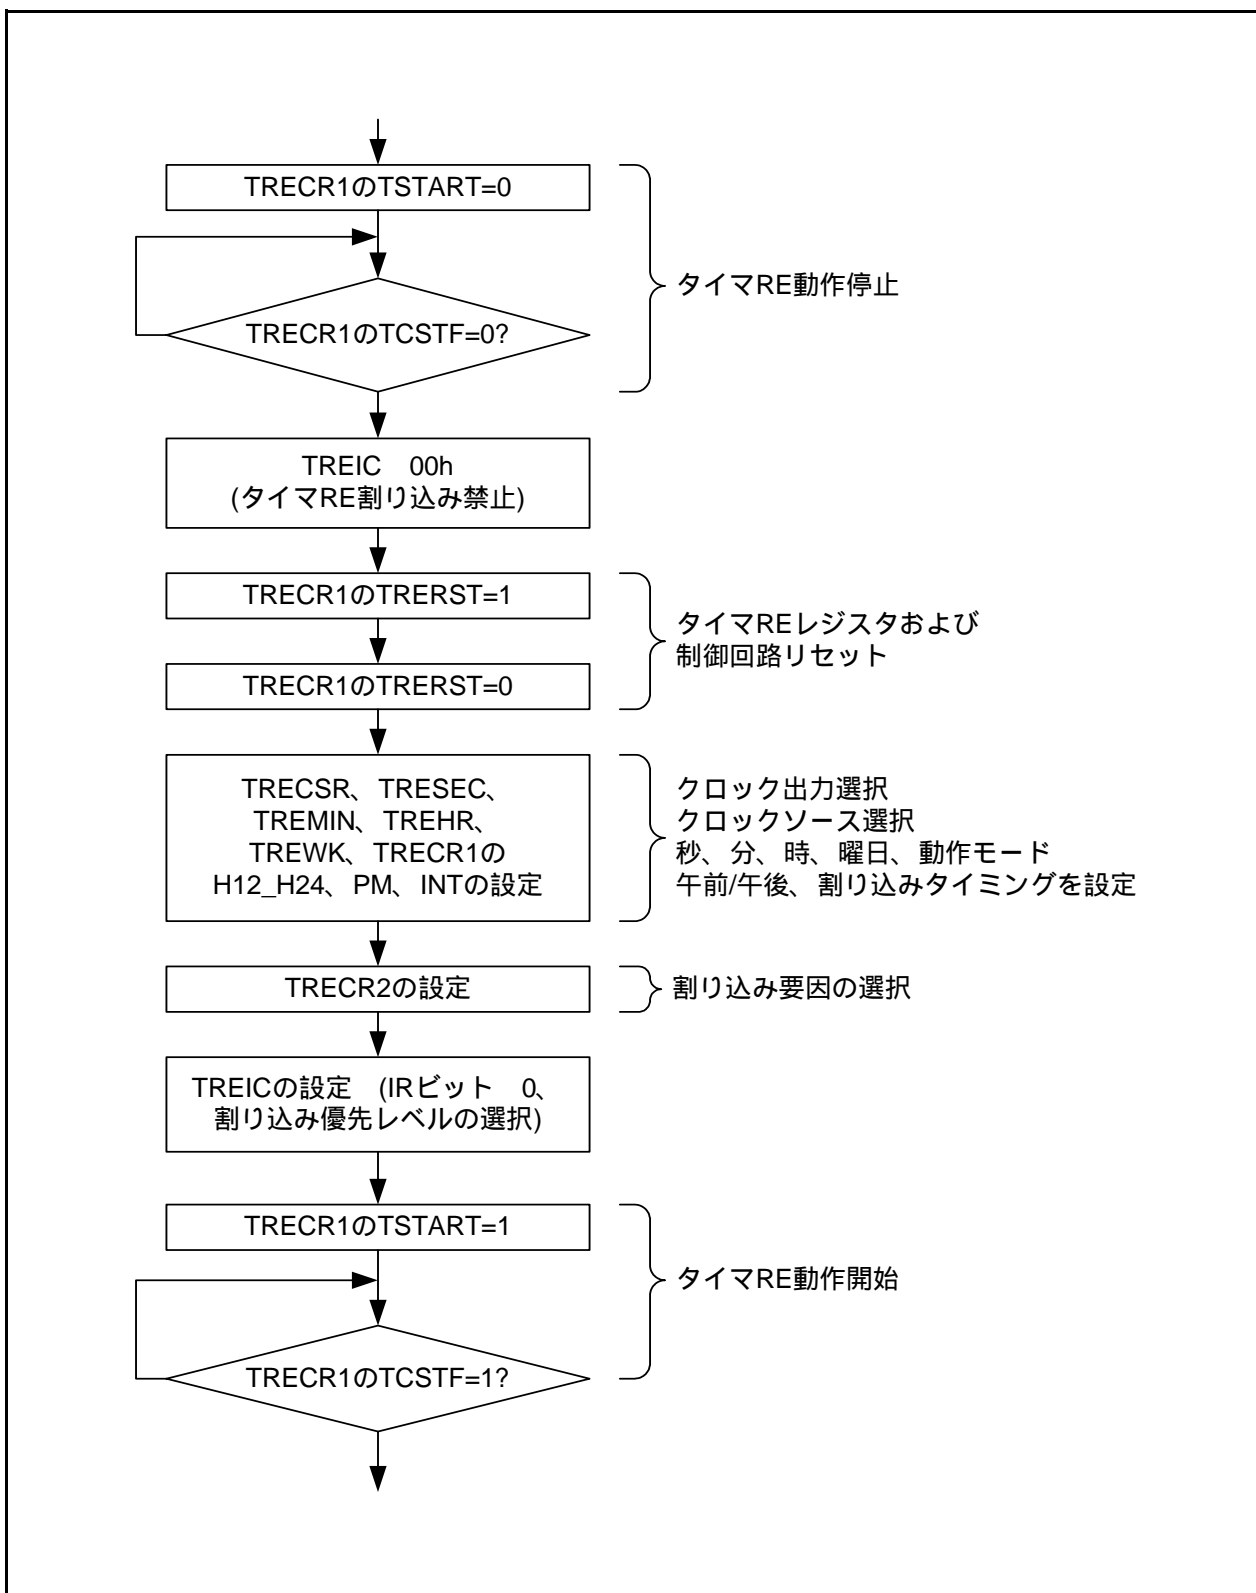 TRECR1のTSTART=0
TRECR1のTCSTF=0?
タイマRE動作停止
TREIC 00h
(タイマRE割り込み禁止)
TRECR1のTRERST=1
TRECR1のTRERST=0
タイマREレジスタおよび
制御回路リセット
TRECSR、TRESEC、
TREMIN、TREHR、
TREWK、TRECR1の
H12_H24、PM、INTの設定
クロック出力選択
クロックソース選択
秒、分、時、曜日、動作モード
午前/午後、割り込みタイミングを設定
TRECR2の設定
割り込み要因の選択
TREICの設定 (IRビット 0、
割り込み優先レベルの選択)
TRECR1のTSTART=1
TRECR1のTCSTF=1?
タイマRE動作開始